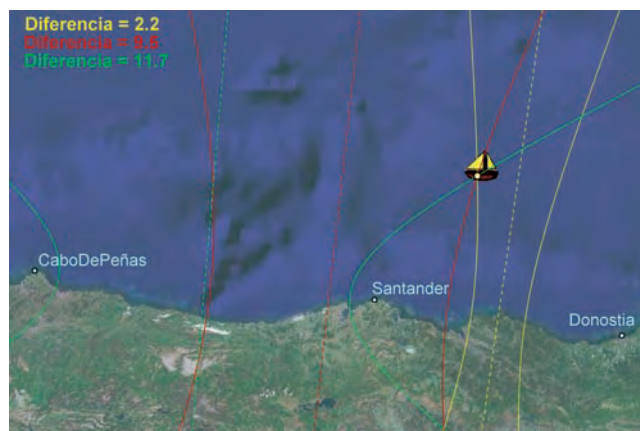 Diferencia = 2.2
Diferencia = 9.5
Diferencia = 11.7
CaboDePeñas
Santander
Donostia